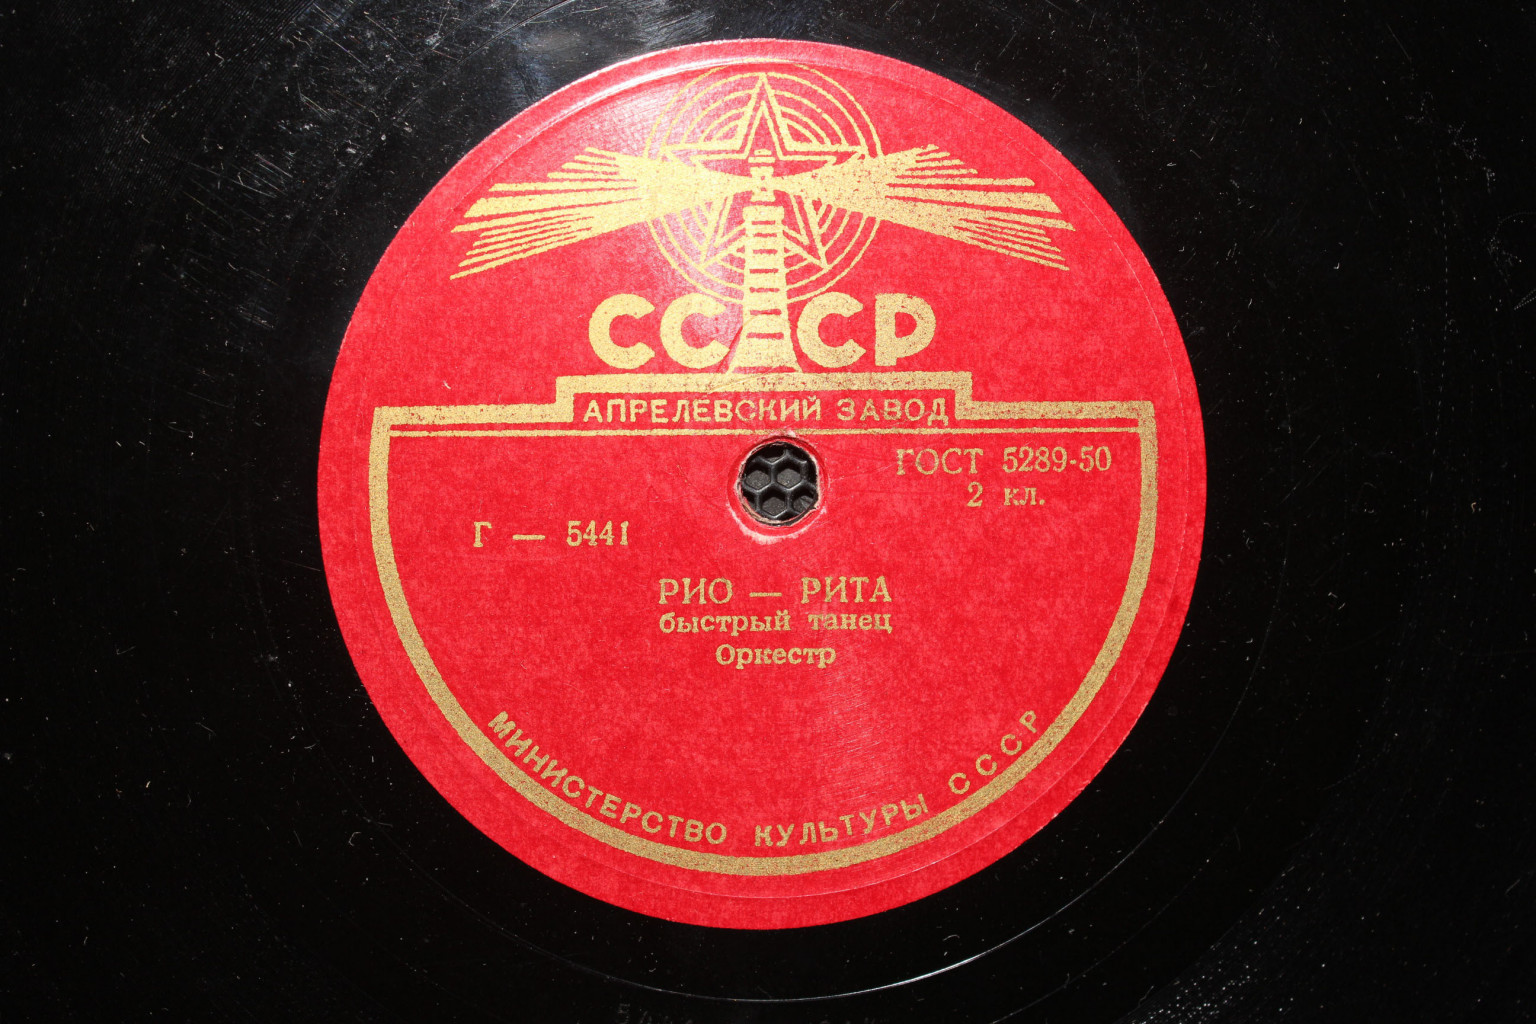 СССР
АПРЕЛЕВСКИЙ ЗАВОД
ГОСТ 5289-50
2 кл.
Г — 5441
РИО — РИТА
быстрый танец
Оркестр
МИНИСТЕРСТВО КУЛЬТУРЫ СССР